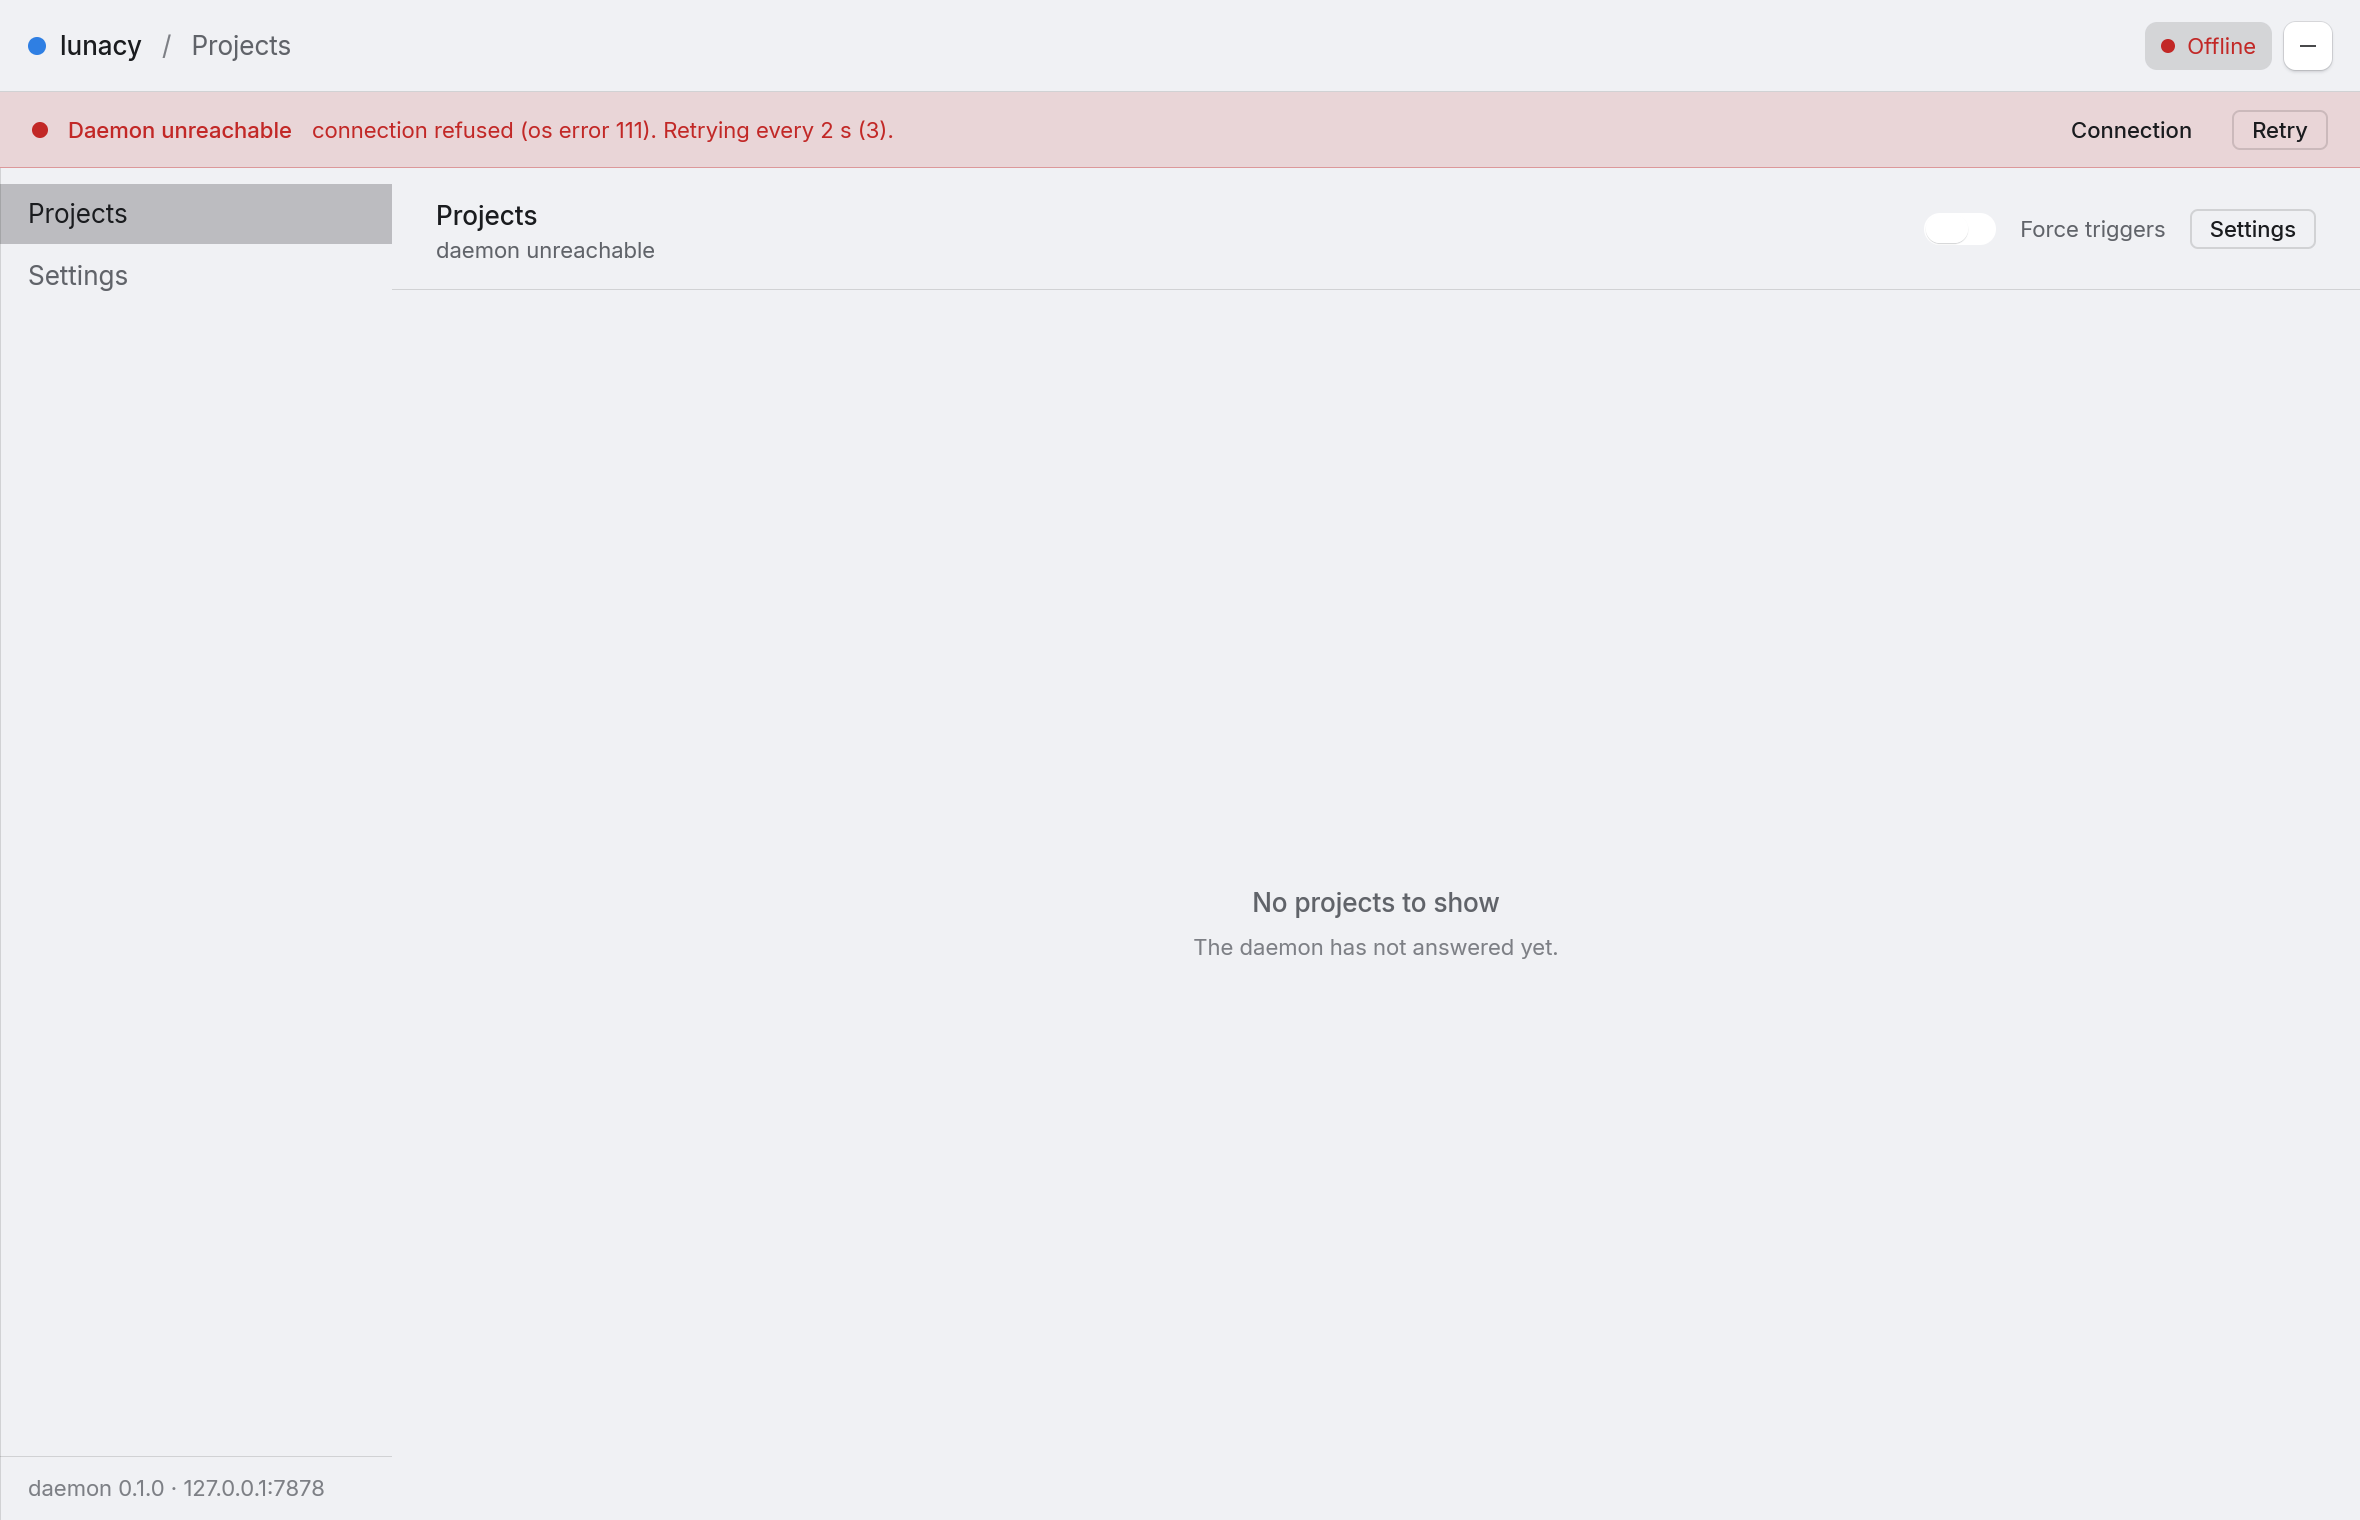 lunacy / Projects
Offline
Daemon unreachable connection refused (os error 111). Retrying every 2 s (3).
Connection
Retry
Projects
Settings
Projects
daemon unreachable
Force triggers
Settings
No projects to show
The daemon has not answered yet.
daemon 0.1.0 · 127.0.0.1:7878